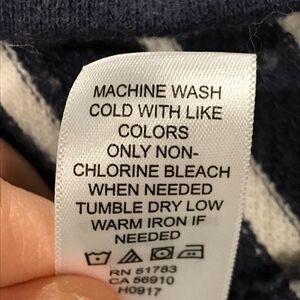 MACHINE WASH
COLD WITH LIKE
COLORS
ONLY NON-
CHLORINE BLEACH
WHEN NEEDED
TUMBLE DRY LOW
WARM IRON IF
NEEDED
RN 51783
CA 56910
H0917